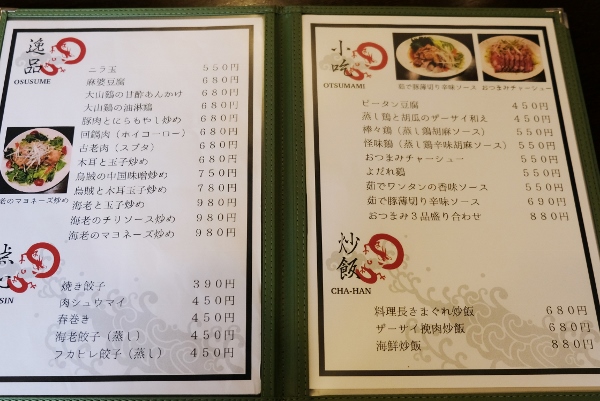 逸品
OSUSUME
ニラ玉 550円
麻婆豆腐 680円
大山鶏の甘酢あんかけ 680円
大山鶏の油淋鶏 680円
豚肉とにらもやし炒め 680円
回鍋肉(ホイコーロー) 680円
古老肉(スブタ) 680円
木耳と玉子炒め 680円
烏賊の中国味噌炒め 750円
烏賊と木耳玉子炒め 780円
海老と玉子炒め 980円
海老のチリソース炒め 980円
海老のマヨネーズ炒め 980円
老のマヨネーズ炒め
点心
SIN
焼き餃子 390円
肉シュウマイ 450円
春巻き 450円
海老餃子(蒸し) 450円
フカヒレ餃子(蒸し) 450円
小吃
OTSUMAMI
茹で豚薄切り辛味ソース
おつまみチャーシュー
ピータン豆腐 450円
蒸し鶏と胡瓜のザーサイ和え 450円
棒々鶏(蒸し鶏胡麻ソース) 550円
怪味鶏(蒸し鶏辛味胡麻ソース) 550円
おつまみチャーシュー 550円
よだれ鶏 550円
茹でワンタンの香味ソース 550円
茹で豚薄切り辛味ソース 690円
おつまみ3品盛り合わせ 880円
炒飯
CHA-HAN
料理長きまぐれ炒飯 680円
ザーサイ挽肉炒飯 680円
海鮮炒飯 880円